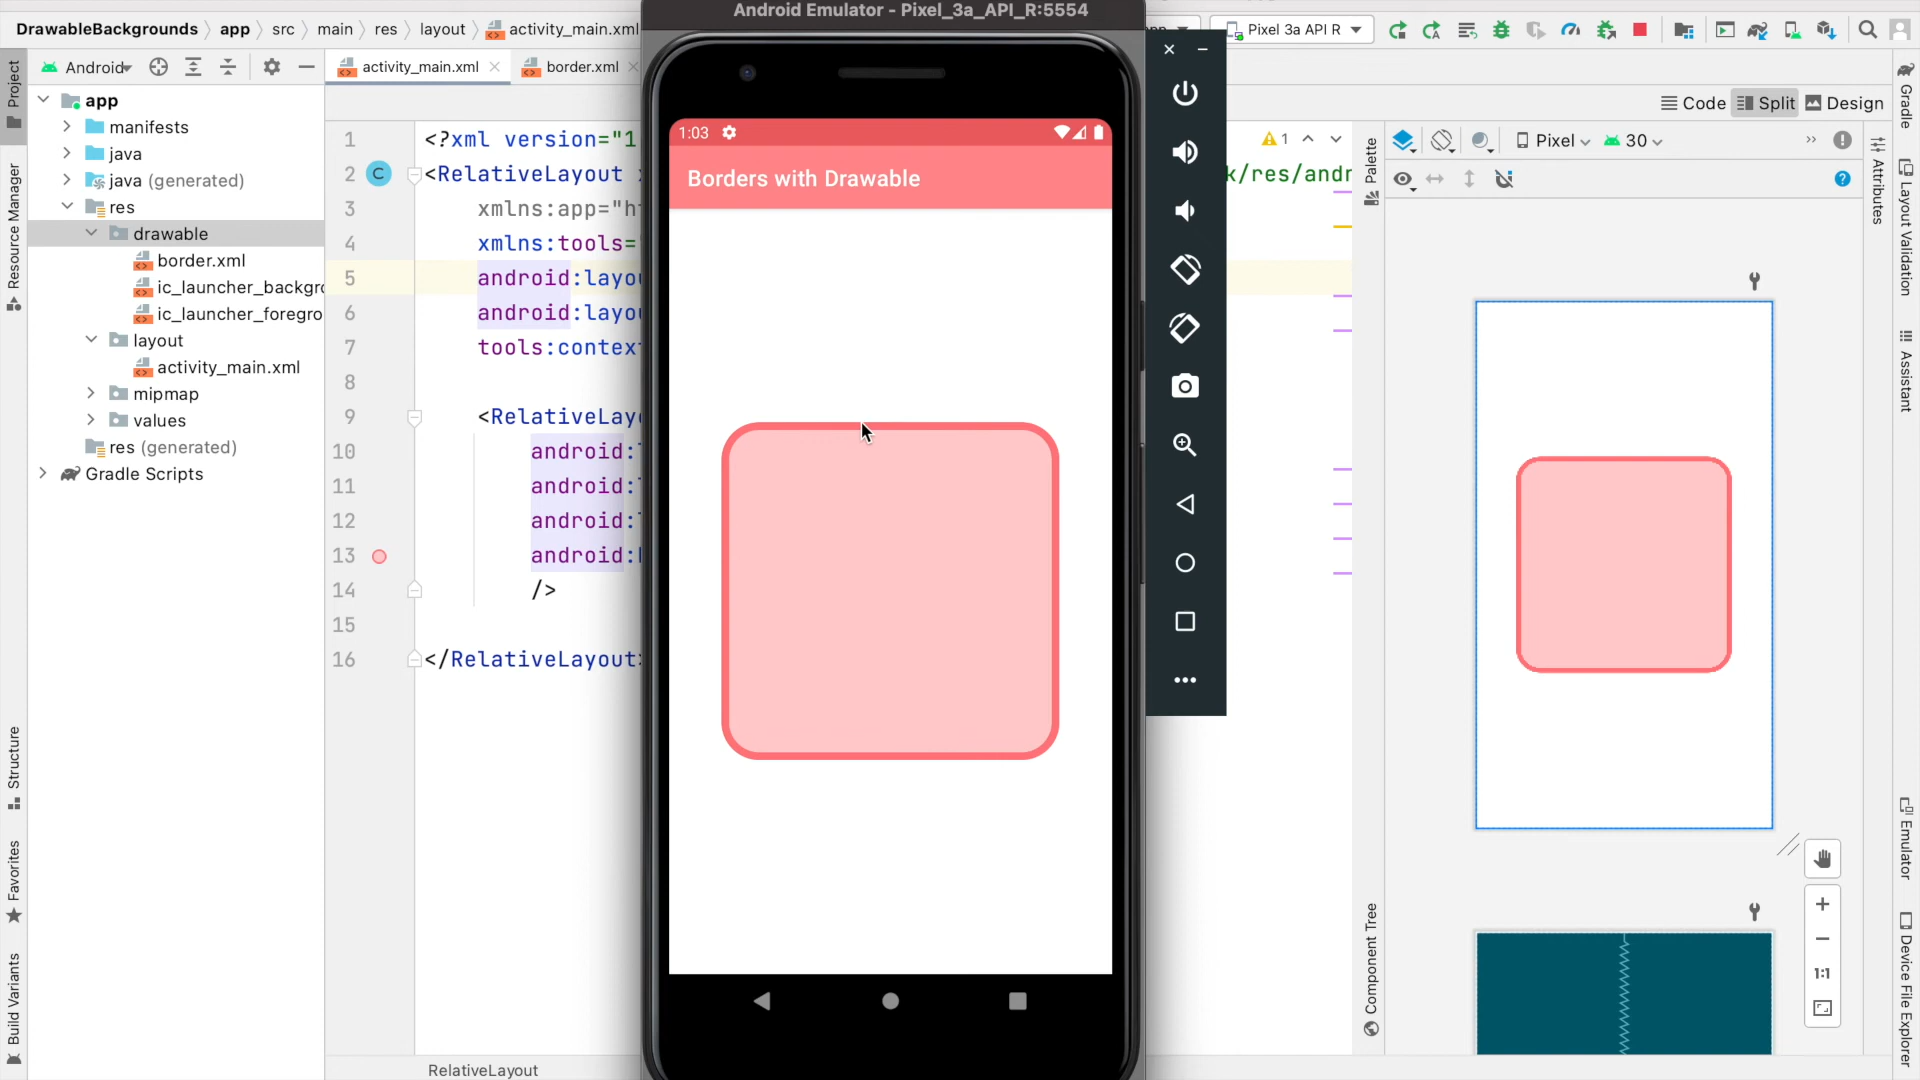 Android Emulator - Pixel_3a_API_R:5554
DrawableBackgrounds app src main res layout activity_main.xml
Pixel 3a API R
Android
activity_main.xml
border.xml
Code Split Design
Project
Resource Manager
Structure
Favorites
Build Variants
app
manifests
java
java (generated)
res
drawable
border.xml
ic_launcher_backgro
ic_launcher_foregro
layout
activity_main.xml
mipmap
values
res (generated)
Gradle Scripts
1 <?xml version="1
2 <RelativeLayout x
3 xmlns:app="ht
4 xmlns:tools="
5 android:layou
6 android:layou
7 tools:contex
8
9 <RelativeLay
10 android:
11 android:
12 android:
13 android:
14 />
15
16 </RelativeLayout>
k/res/andr
1
RelativeLayout
1:03
Borders with Drawable
Palette
Component Tree
Pixel 30
?
1:1
Gradle
Attributes
Layout Validation
Assistant
Emulator
Device File Explorer